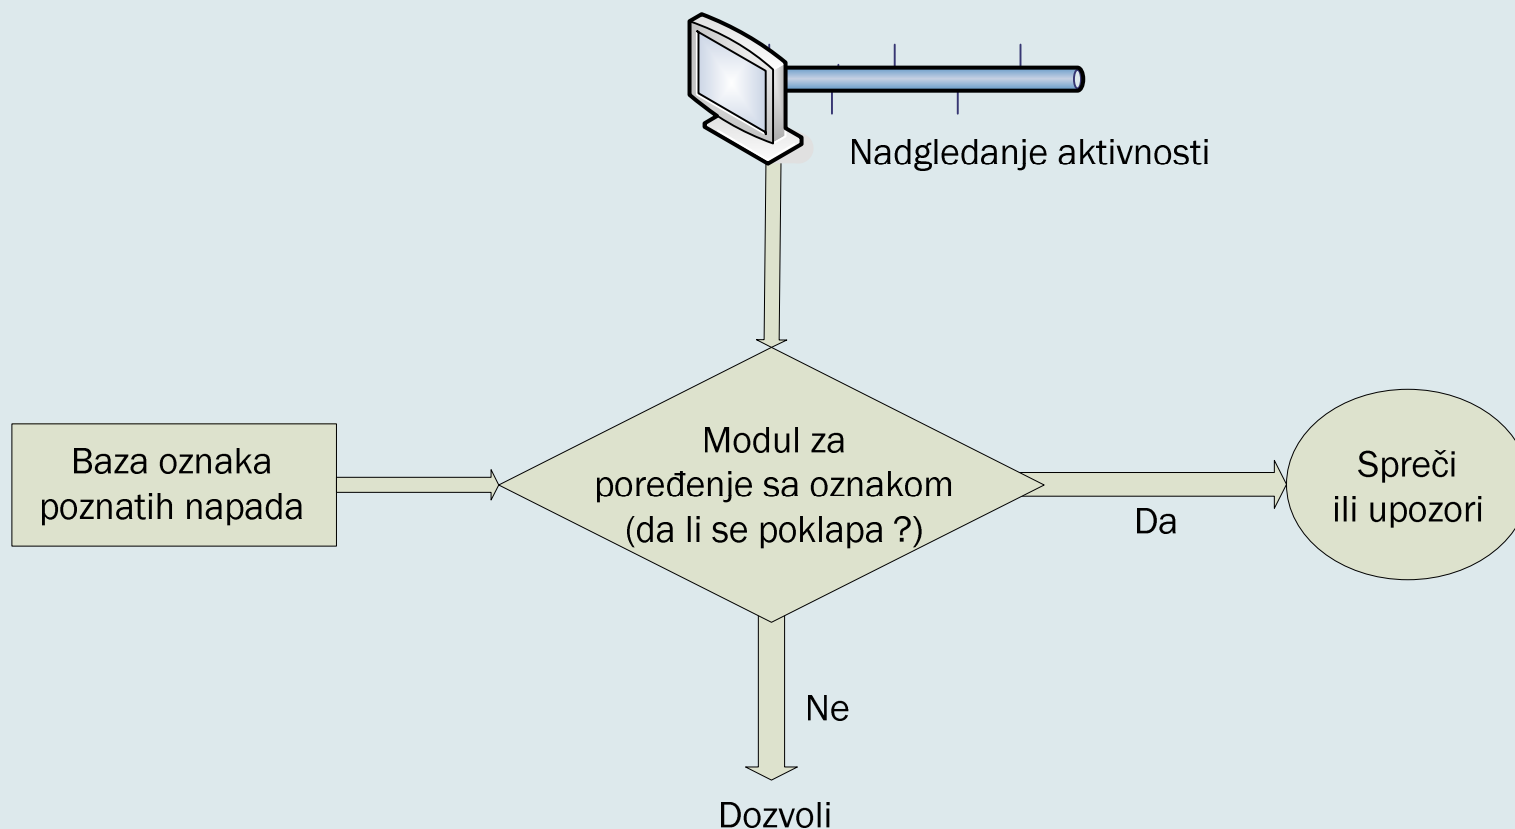 Nadgledanje aktivnosti
Baza oznaka
poznatih napada
Modul za
poređenje sa oznakom
(da li se poklapa ?)
Da
Spreči
ili upozori
Ne
Dozvoli